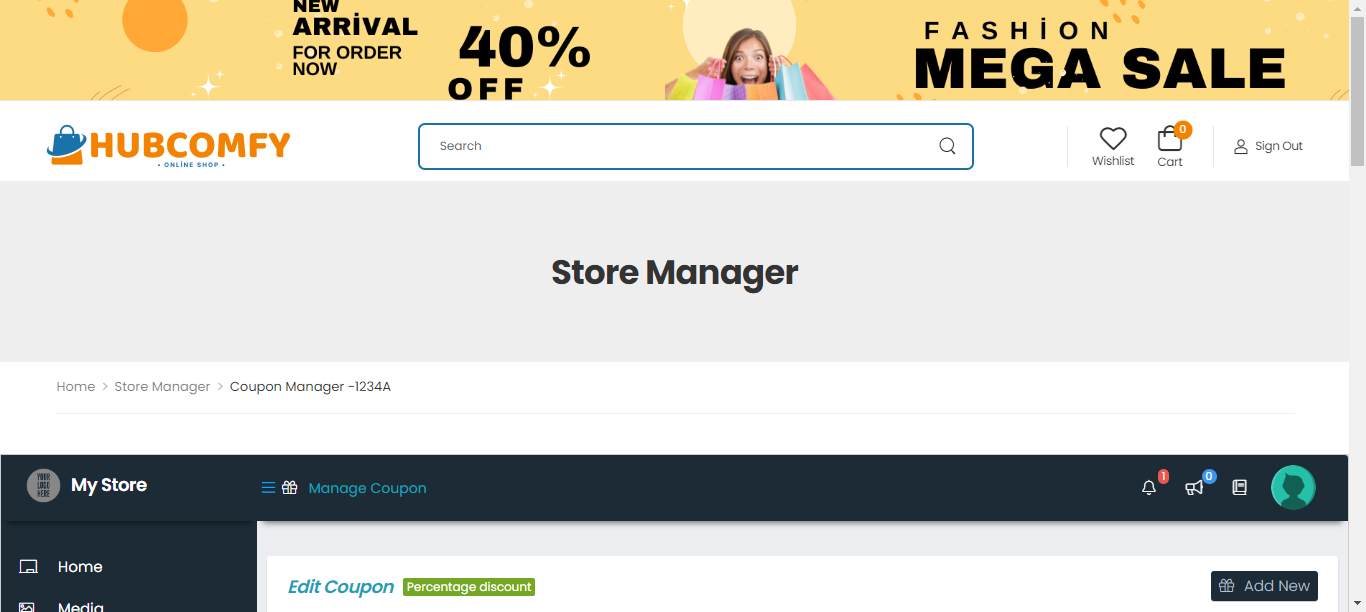 NEW
ARRİVAL
FOR ORDER
NOW
40%
OFF
FASHİON
MEGA SALE
HUBCOMFY
• ONLİNE SHOP •
Search
Wishlist
0
Cart
Sign Out
Store Manager
Home > Store Manager > Coupon Manager -1234A
YOUR
LOGO
HERE
My Store
Manage Coupon
1
0
Home
Edit Coupon Percentage discount
Add New
Media